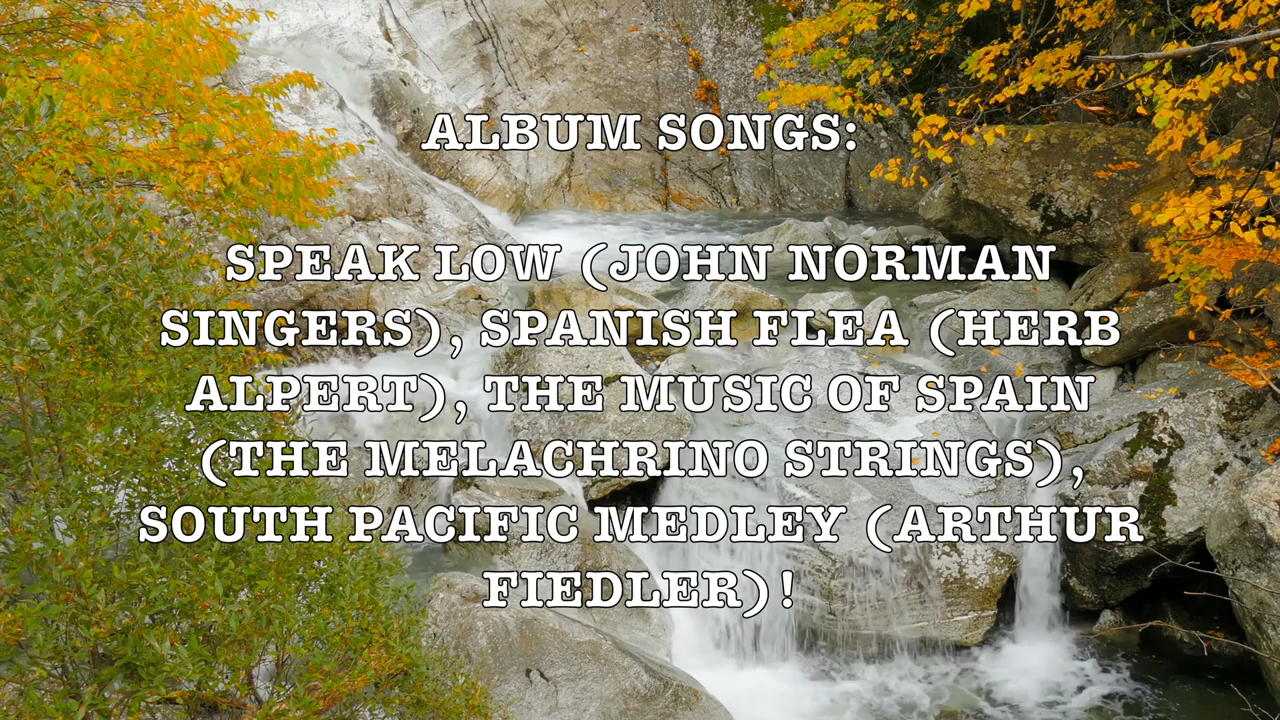 ALBUM SONGS:
SPEAK LOW (JOHN NORMAN
SINGERS), SPANISH FLEA (HERB
ALPERT), THE MUSIC OF SPAIN
(THE MELACHRINO STRINGS),
SOUTH PACIFIC MEDLEY (ARTHUR
FIEDLER)!